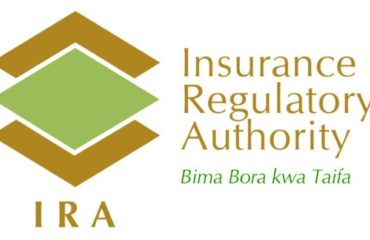 Insurance
Regulatory
Authority
Bima Bora kwa Taifa
IRA